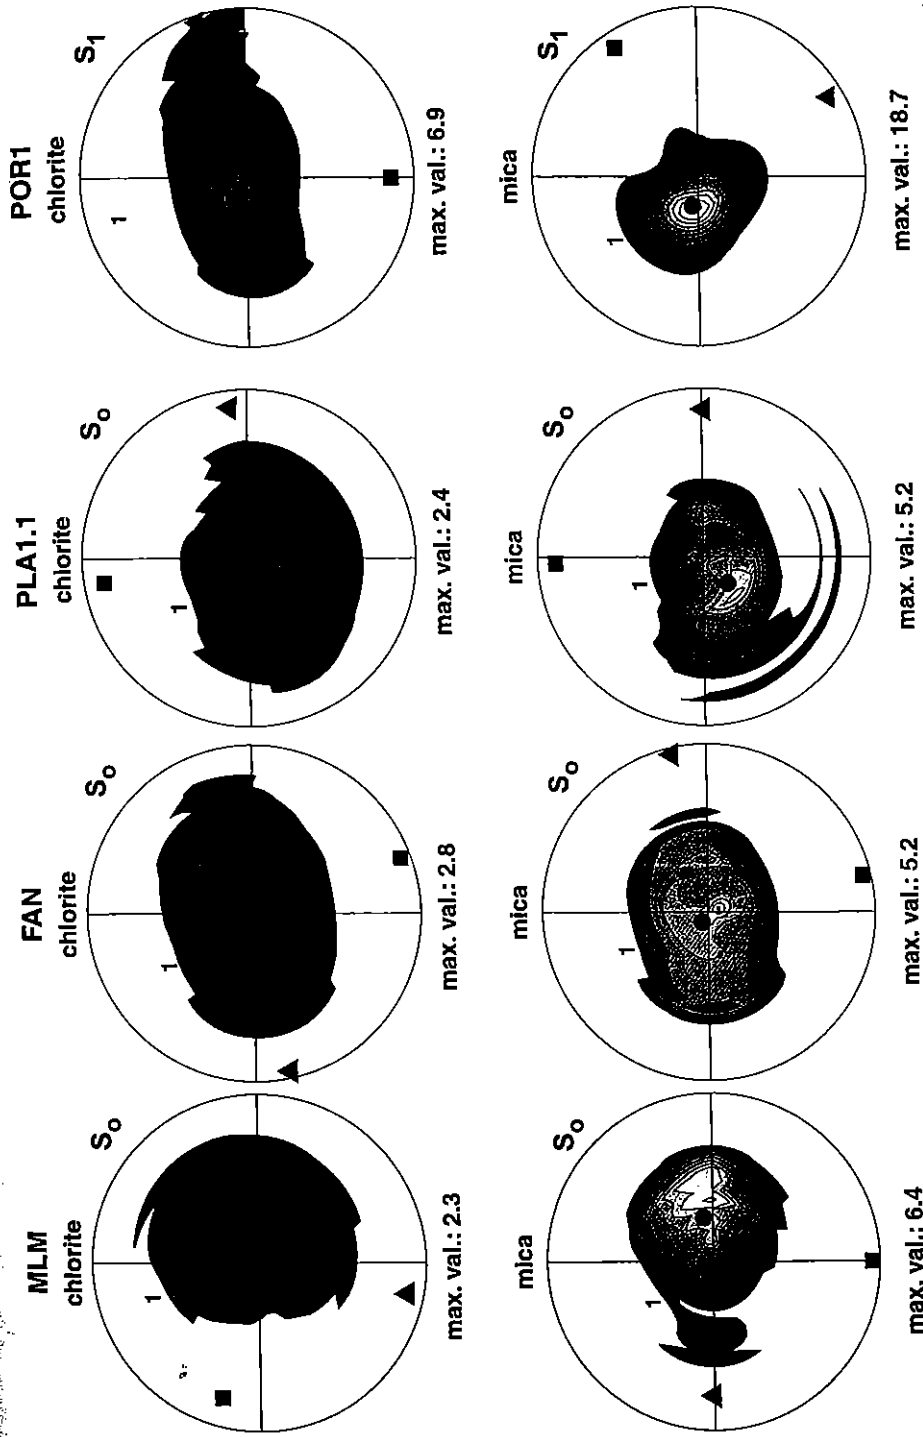 MLM
chlorite
S₀
1
max. val.: 2.3
mica
S₀
1
max. val.: 6.4
FAN
chlorite
S₀
1
max. val.: 2.8
mica
S₀
1
max. val.: 5.2
PLA1.1
chlorite
S₀
1
max. val.: 2.4
mica
S₀
1
max. val.: 5.2
POR1
chlorite
S₁
1
max. val.: 6.9
mica
S₁
1
max. val.: 18.7